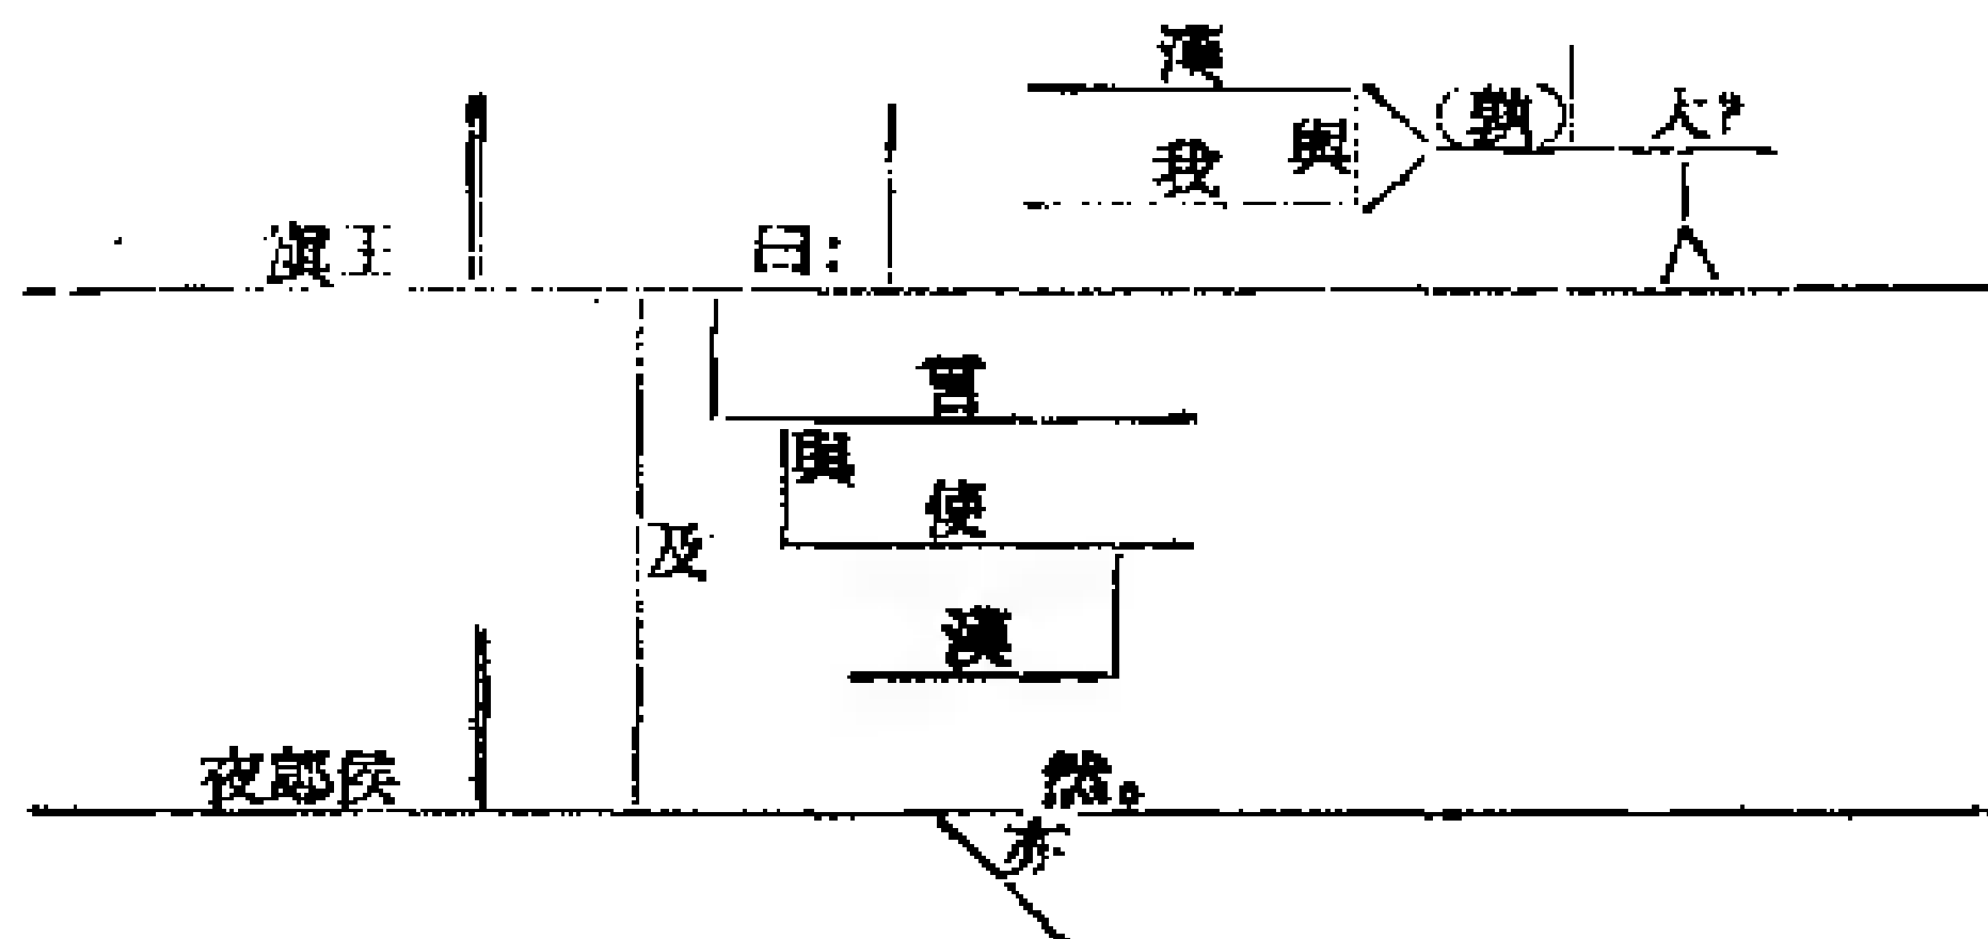 漢
我 與 (孰) 大?
滇王 曰:
言
與 使
及
漢
夜郎侯 然。
亦